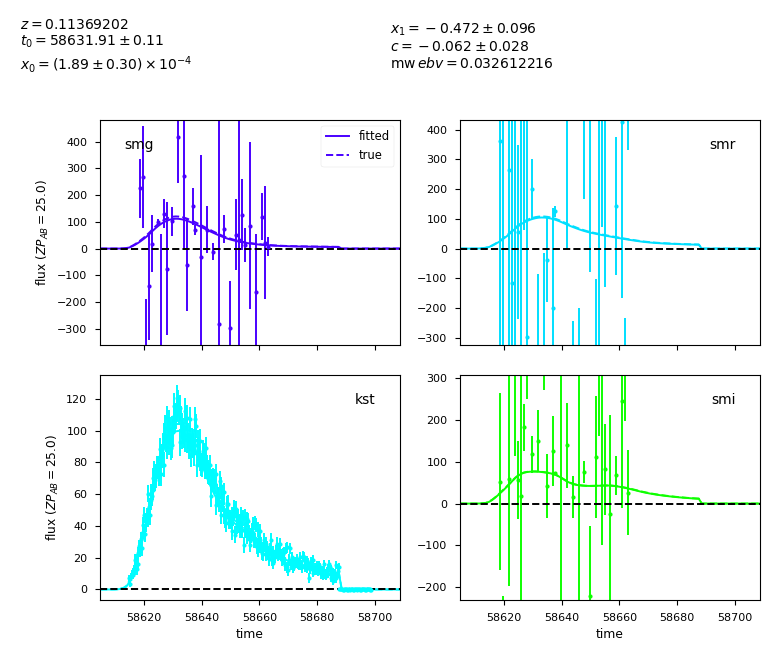 z = 0.11369202
t₀ = 58631.91 ± 0.11
x₀ = (1.89 ± 0.30) × 10⁻⁴
x₁ = −0.472 ± 0.096
c = −0.062 ± 0.028
mw ebv = 0.032612216
smg
fitted
true
400
300
200
100
0
−100
−200
−300
flux (ZP_AB = 25.0)
smr
400
300
200
100
0
−100
−200
−300
kst
120
100
80
60
40
20
0
flux (ZP_AB = 25.0)
58620 58640 58660 58680 58700
time
smi
300
200
100
0
−100
−200
58620 58640 58660 58680 58700
time